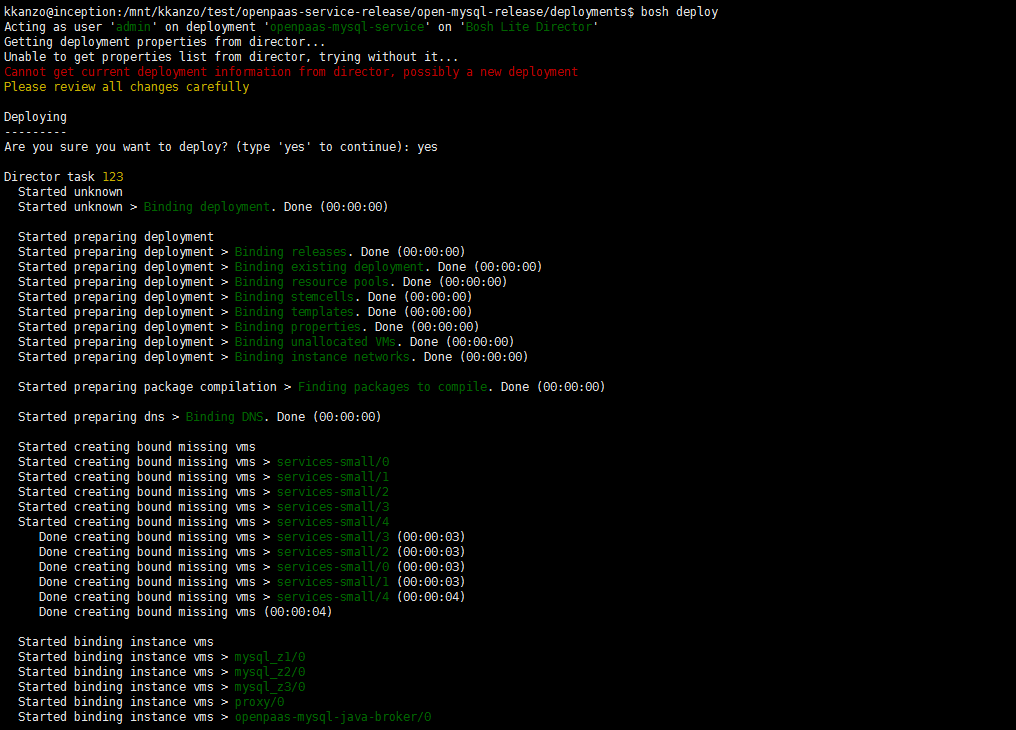 kkanzo@inception:/mnt/kkanzo/test/openpaas-service-release/open-mysql-release/deployments$ bosh deploy
Acting as user 'admin' on deployment 'openpaas-mysql-service' on 'Bosh Lite Director'
Getting deployment properties from director...
Unable to get properties list from director, trying without it...
Cannot get current deployment information from director, possibly a new deployment
Please review all changes carefully
Deploying
---------
Are you sure you want to deploy? (type 'yes' to continue): yes
Director task 123
Started unknown
Started unknown > Binding deployment. Done (00:00:00)
Started preparing deployment
Started preparing deployment > Binding releases. Done (00:00:00)
Started preparing deployment > Binding existing deployment. Done (00:00:00)
Started preparing deployment > Binding resource pools. Done (00:00:00)
Started preparing deployment > Binding stemcells. Done (00:00:00)
Started preparing deployment > Binding templates. Done (00:00:00)
Started preparing deployment > Binding properties. Done (00:00:00)
Started preparing deployment > Binding unallocated VMs. Done (00:00:00)
Started preparing deployment > Binding instance networks. Done (00:00:00)
Started preparing package compilation > Finding packages to compile. Done (00:00:00)
Started preparing dns > Binding DNS. Done (00:00:00)
Started creating bound missing vms
Started creating bound missing vms > services-small/0
Started creating bound missing vms > services-small/1
Started creating bound missing vms > services-small/2
Started creating bound missing vms > services-small/3
Started creating bound missing vms > services-small/4
Done creating bound missing vms > services-small/3 (00:00:03)
Done creating bound missing vms > services-small/2 (00:00:03)
Done creating bound missing vms > services-small/0 (00:00:03)
Done creating bound missing vms > services-small/1 (00:00:03)
Done creating bound missing vms > services-small/4 (00:00:04)
Done creating bound missing vms (00:00:04)
Started binding instance vms
Started binding instance vms > mysql_z1/0
Started binding instance vms > mysql_z2/0
Started binding instance vms > mysql_z3/0
Started binding instance vms > proxy/0
Started binding instance vms > openpaas-mysql-java-broker/0